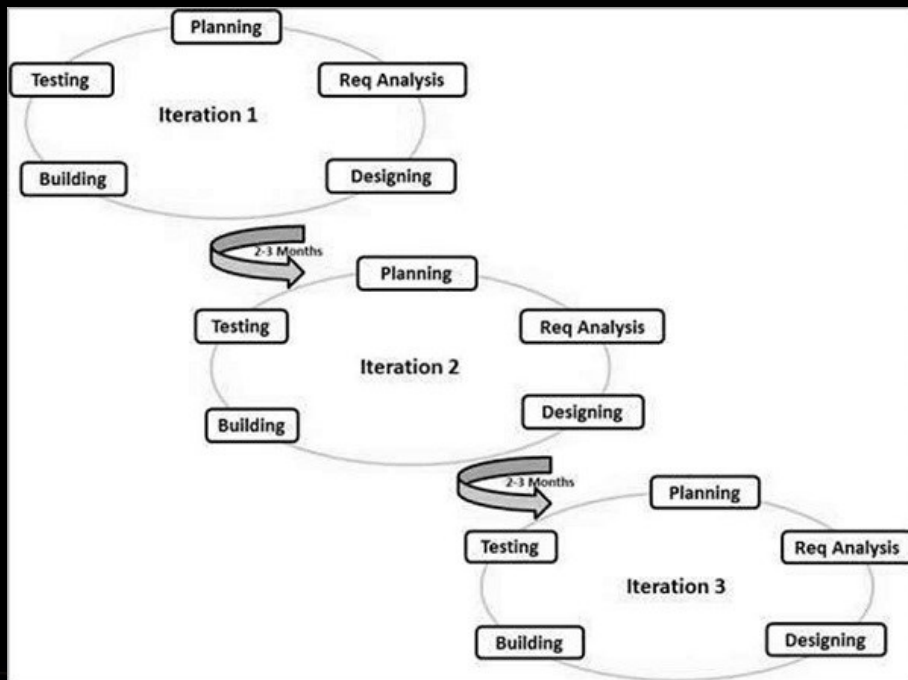 Planning
Testing
Req Analysis
Iteration 1
Building
Designing
2-3 Months
Planning
Testing
Req Analysis
Iteration 2
Building
Designing
2-3 Months
Planning
Testing
Req Analysis
Iteration 3
Building
Designing